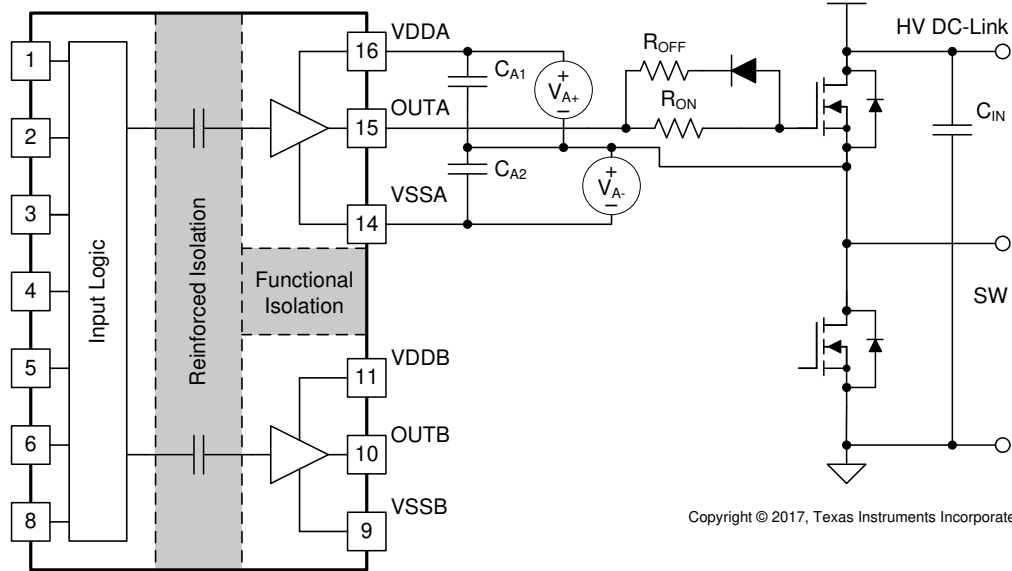 1
2
3
4
5
6
8
Input Logic
Reinforced Isolation
Functional
Isolation
16
15
14
11
10
9
VDDA
OUTA
VSSA
VDDB
OUTB
VSSB
CA1
CA2
+
VA+
−
+
VA-
−
ROFF
RON
HV DC-Link
CIN
SW
Copyright © 2017, Texas Instruments Incorporate